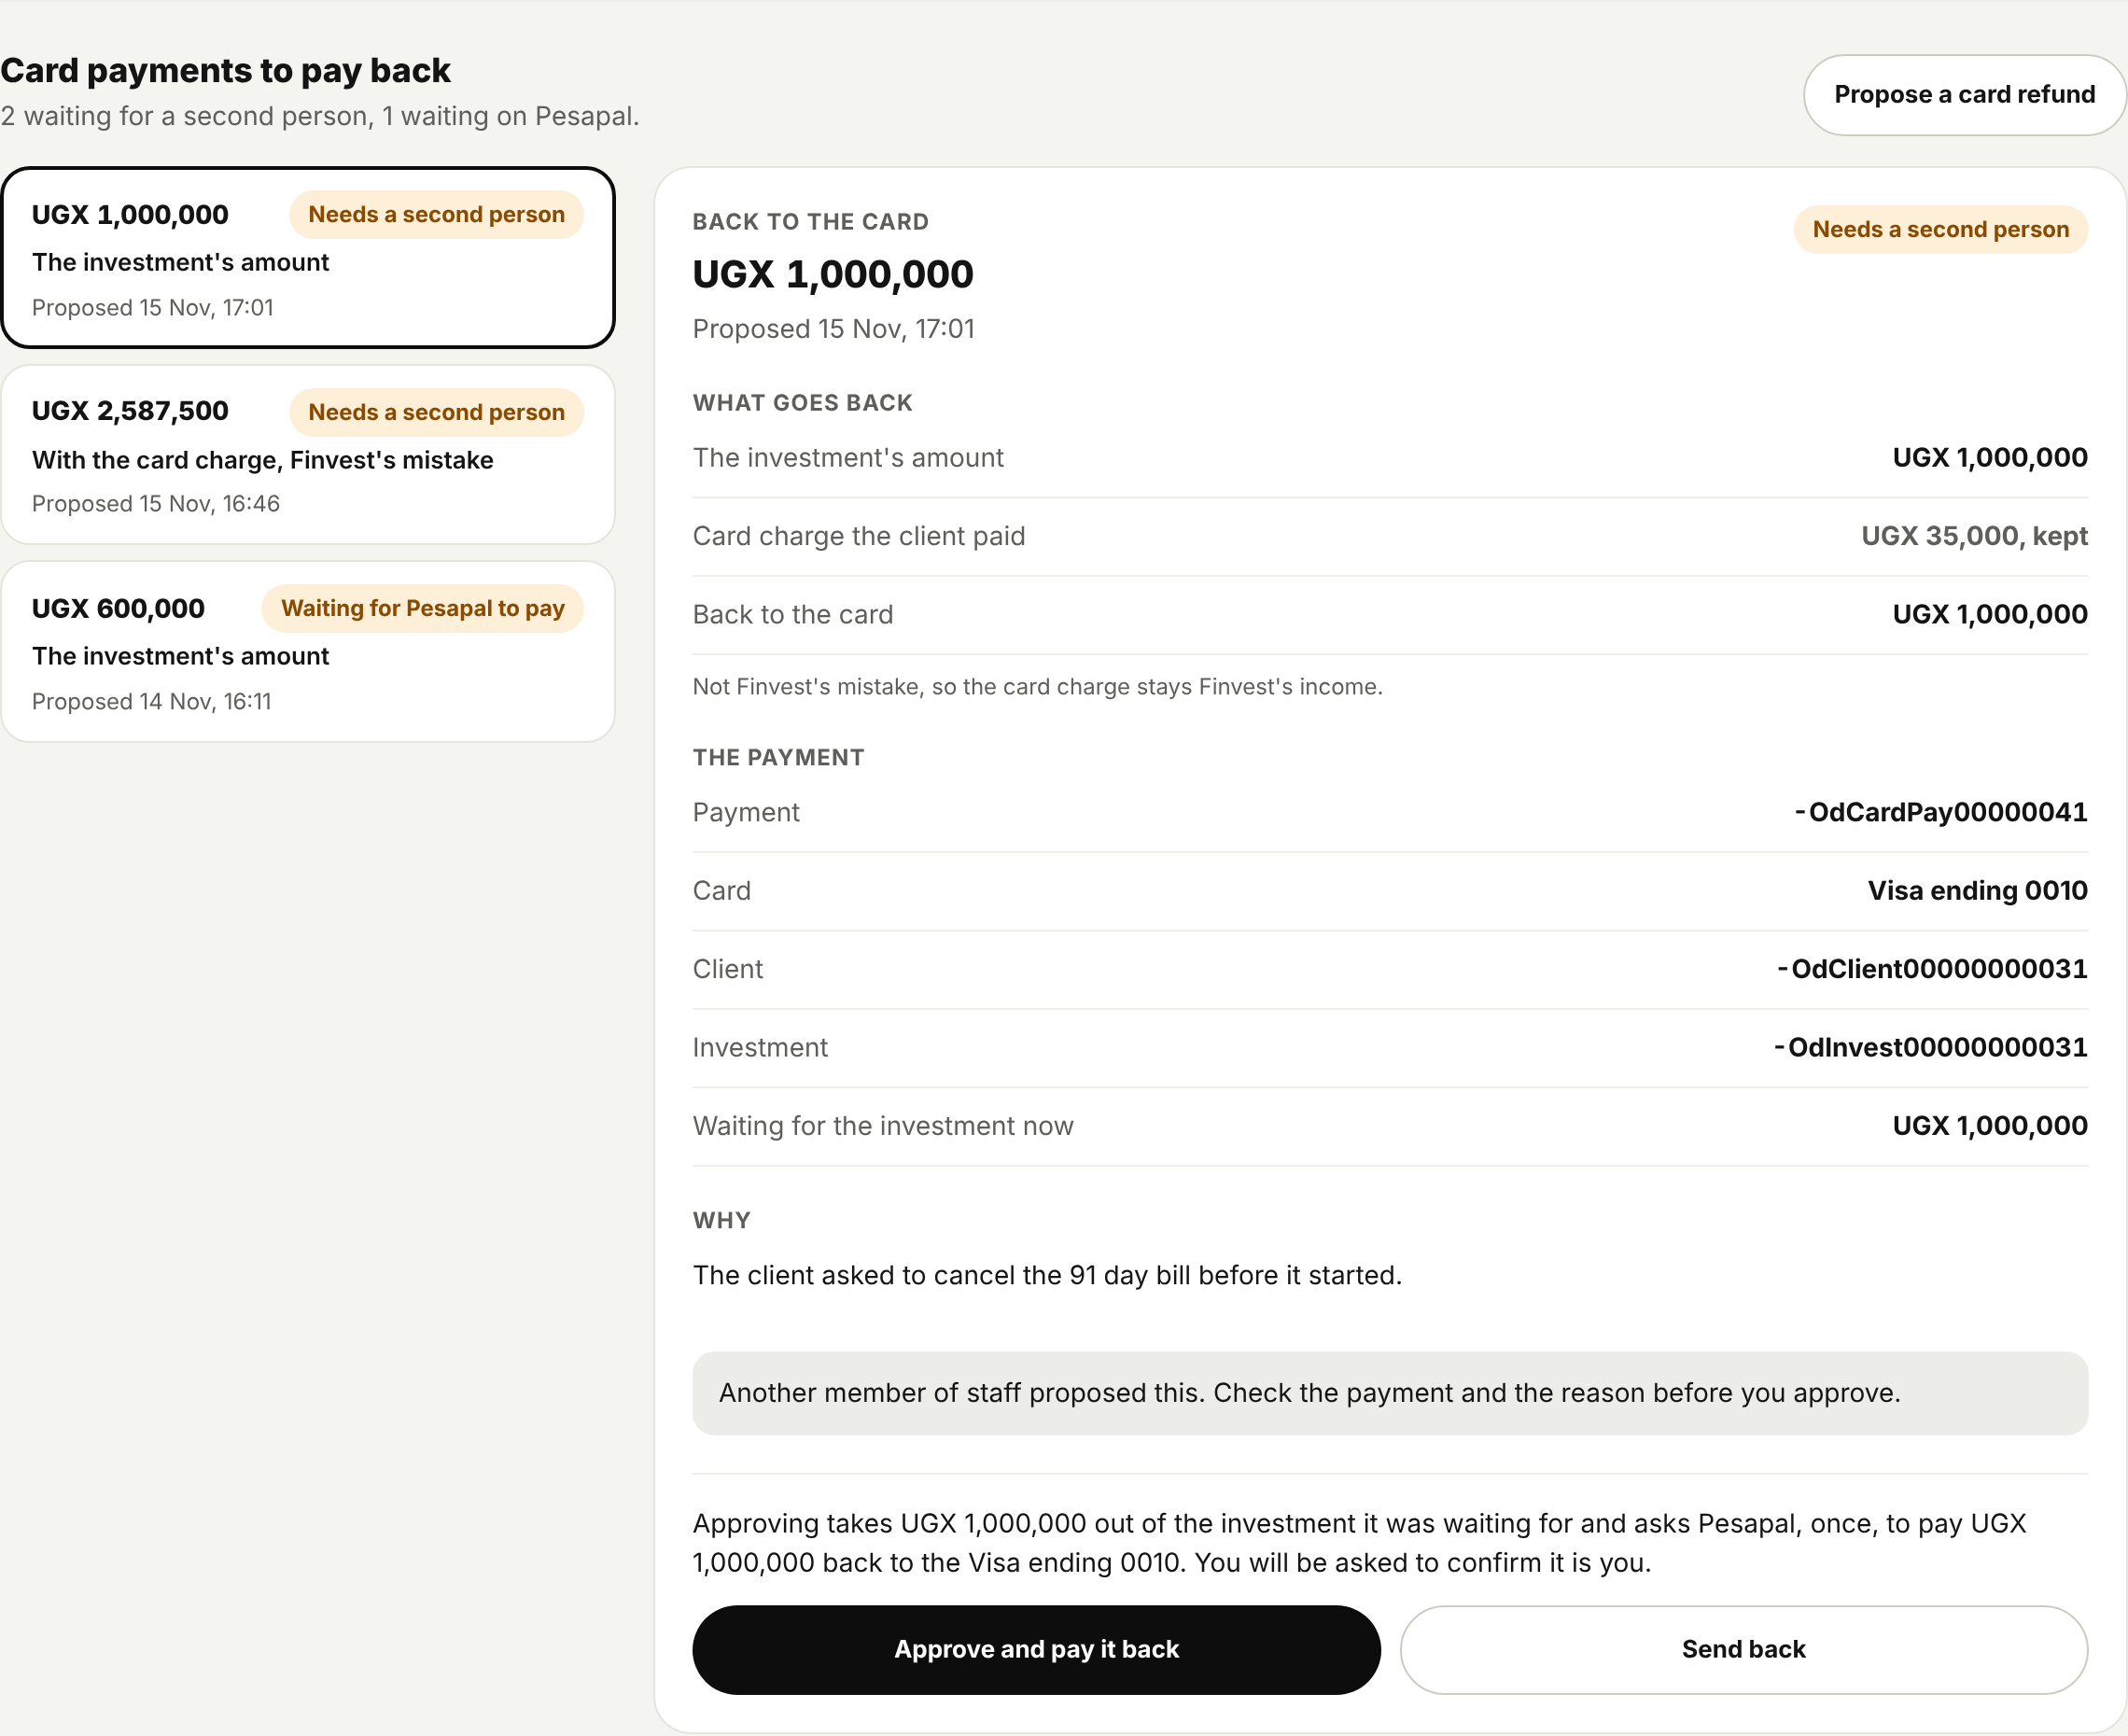 Card payments to pay back
2 waiting for a second person, 1 waiting on Pesapal.
Propose a card refund
UGX 1,000,000
Needs a second person
The investment's amount
Proposed 15 Nov, 17:01
UGX 2,587,500
Needs a second person
With the card charge, Finvest's mistake
Proposed 15 Nov, 16:46
UGX 600,000
Waiting for Pesapal to pay
The investment's amount
Proposed 14 Nov, 16:11
BACK TO THE CARD
Needs a second person
UGX 1,000,000
Proposed 15 Nov, 17:01
WHAT GOES BACK
The investment's amount
UGX 1,000,000
Card charge the client paid
UGX 35,000, kept
Back to the card
UGX 1,000,000
Not Finvest's mistake, so the card charge stays Finvest's income.
THE PAYMENT
Payment
-OdCardPay00000041
Card
Visa ending 0010
Client
-OdClient00000000031
Investment
-OdInvest00000000031
Waiting for the investment now
UGX 1,000,000
WHY
The client asked to cancel the 91 day bill before it started.
Another member of staff proposed this. Check the payment and the reason before you approve.
Approving takes UGX 1,000,000 out of the investment it was waiting for and asks Pesapal, once, to pay UGX
1,000,000 back to the Visa ending 0010. You will be asked to confirm it is you.
Approve and pay it back
Send back